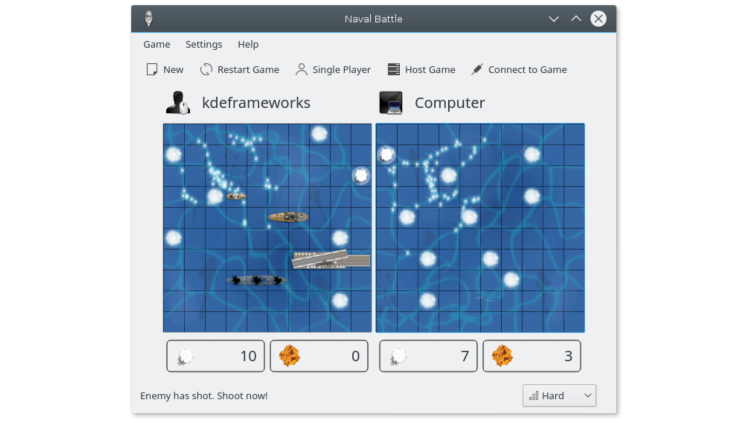 Naval Battle
Game Settings Help
New Restart Game Single Player Host Game Connect to Game
kdeframeworks Computer
10 0 7 3
Enemy has shot. Shoot now! Hard